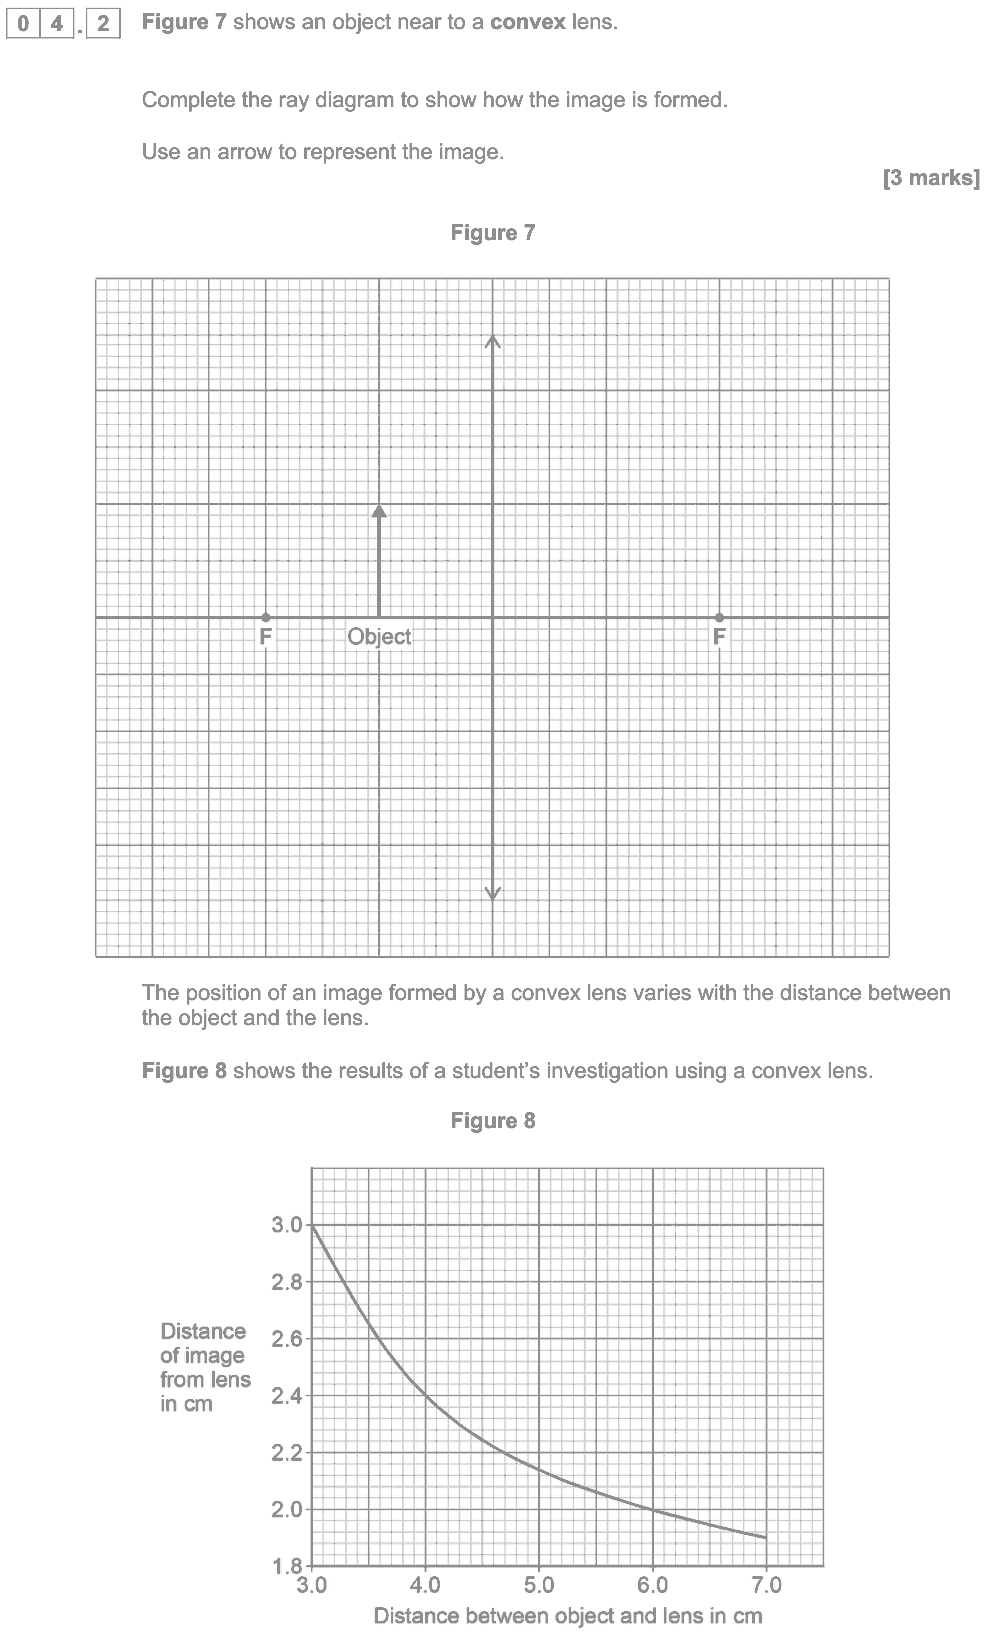 04.2 Figure 7 shows an object near to a convex lens.
Complete the ray diagram to show how the image is formed.
Use an arrow to represent the image.
[3 marks]
Figure 7
F
Object
F
The position of an image formed by a convex lens varies with the distance between
the object and the lens.
Figure 8 shows the results of a student's investigation using a convex lens.
Figure 8
3.0
2.8
Distance
of image
from lens
in cm
2.6
2.4
2.2
2.0
1.8
3.0 4.0 5.0 6.0 7.0
Distance between object and lens in cm